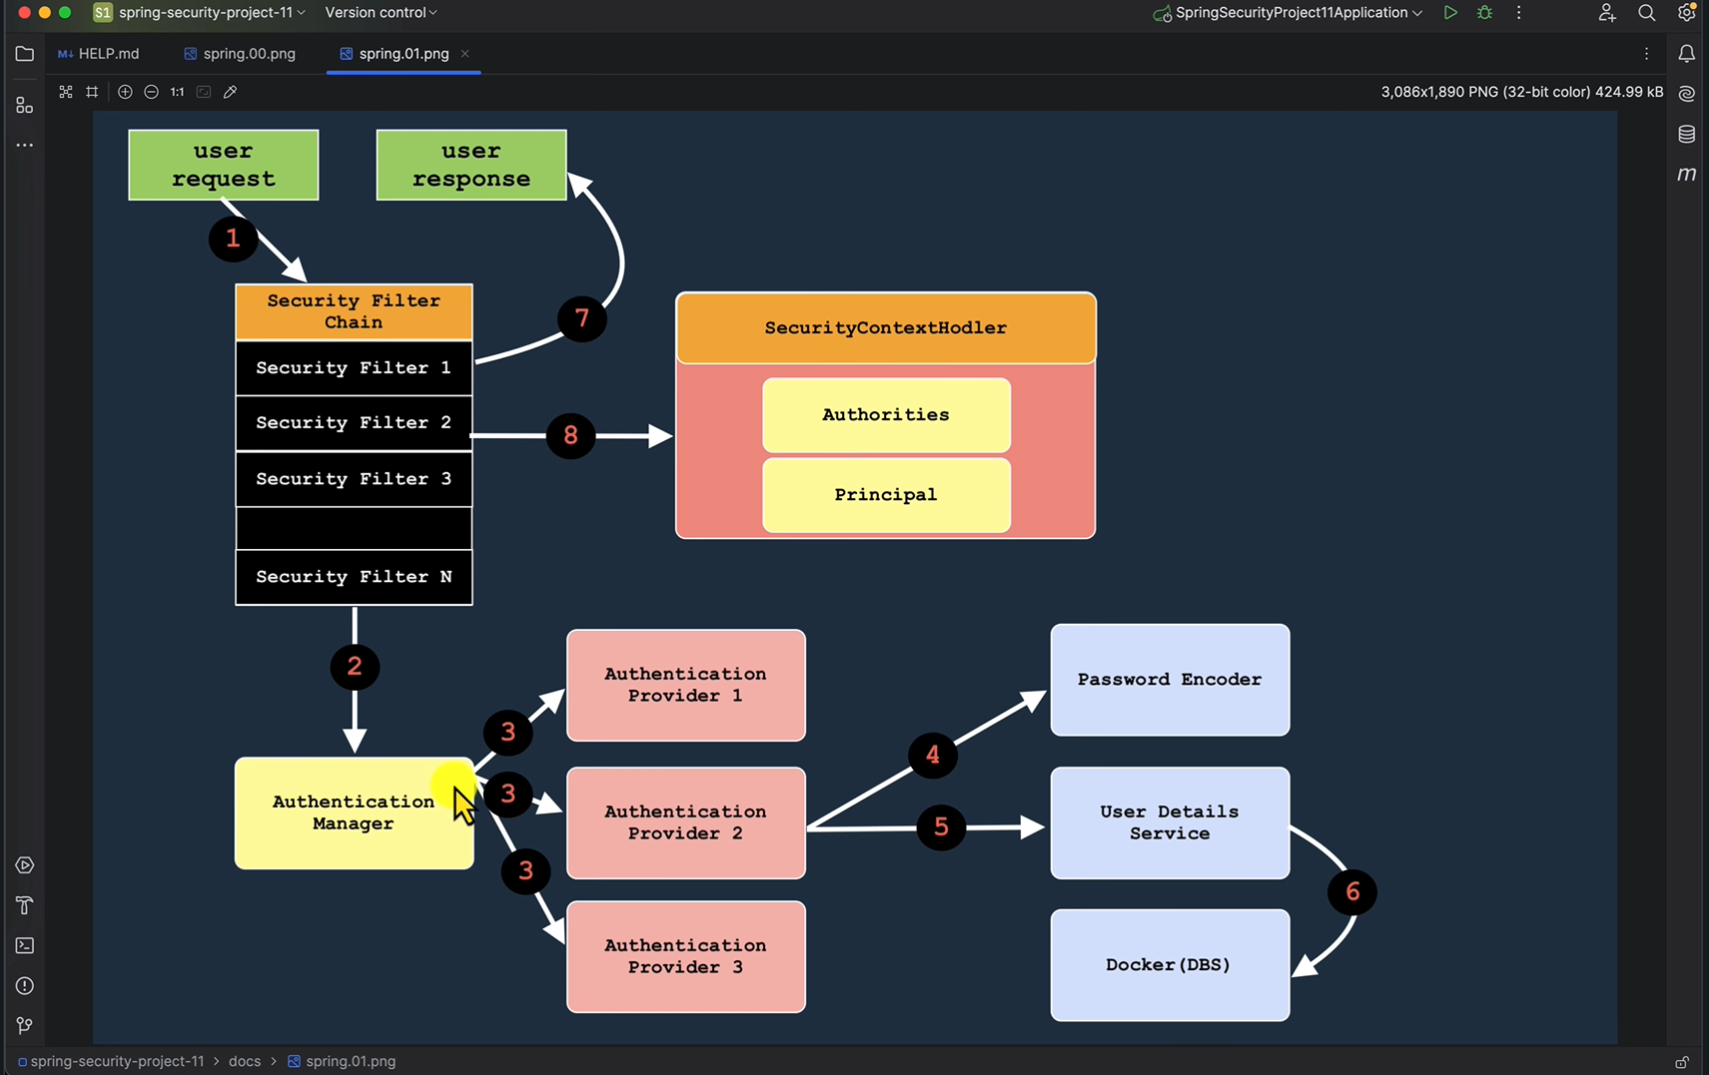 S1 spring-security-project-11 Version control SpringSecurityProject11Application
M↓ HELP.md spring.00.png spring.01.png
1:1 3,086x1,890 PNG (32-bit color) 424.99 kB
user
request
user
response
1
Security Filter
Chain
7
Security Filter 1
Security Filter 2
Security Filter 3
Security Filter N
8
SecurityContextHodler
Authorities
Principal
2
Authentication
Manager
3
3
3
Authentication
Provider 1
Authentication
Provider 2
Authentication
Provider 3
4
5
Password Encoder
User Details
Service
6
Docker(DBS)
m
spring-security-project-11 > docs > spring.01.png